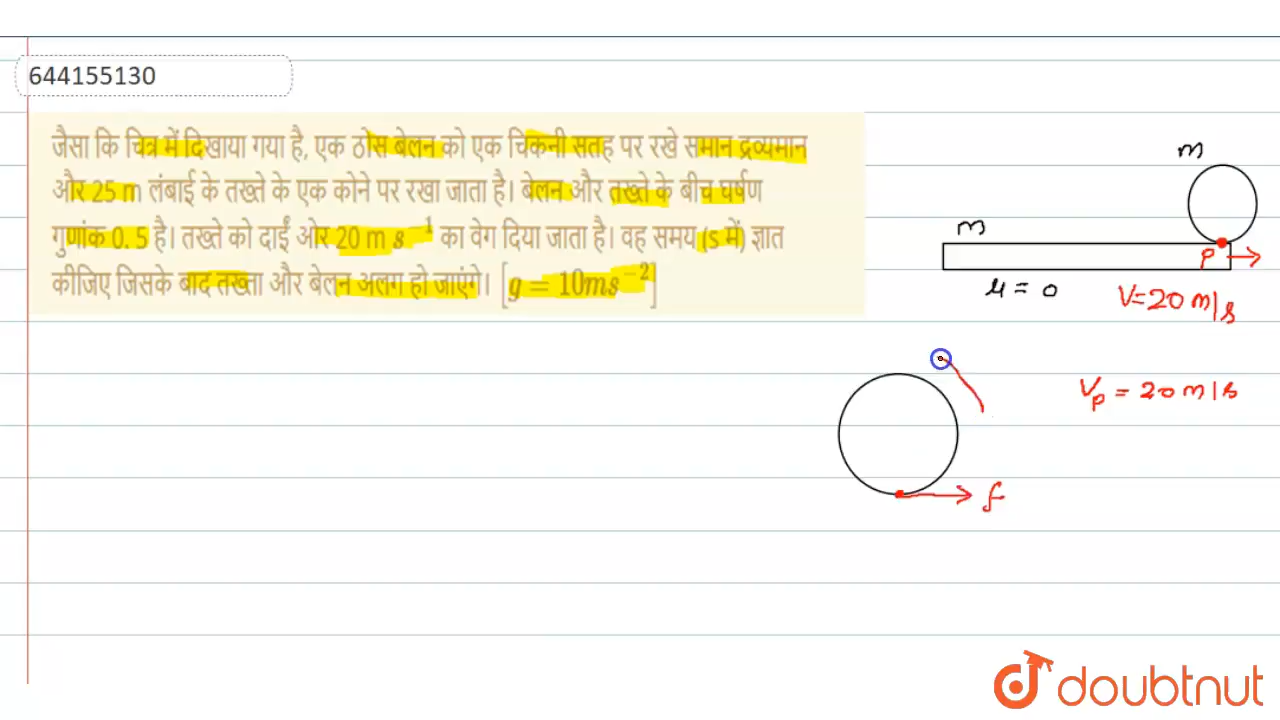 644155130
जैसा कि चित्र में दिखाया गया है, एक ठोस बेलन को एक चिकनी सतह पर रखे समान द्रव्यमान
और 25 m लंबाई के तख्ते के एक कोने पर रखा जाता है। बेलन और तख्ते के बीच घर्षण
गुणांक 0.5 है। तख्ते को दाईं ओर 20 m s⁻¹ का वेग दिया जाता है। वह समय (s में) ज्ञात
कीजिए जिसके बाद तख्ता और बेलन अलग हो जाएंगे। [g = 10ms⁻²]
m
m
P
μ = 0
V=20 m/s
Vₚ = 20 m/s
f
doubtnut